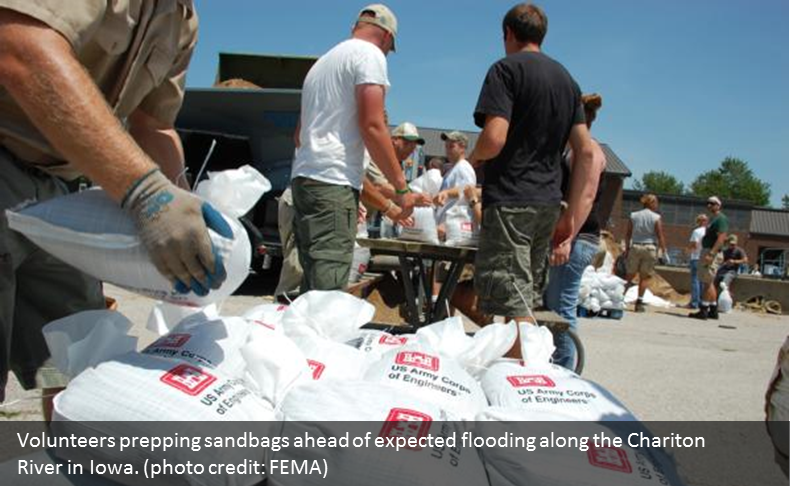 US Army Corps
of Engineers
US Army Corps
of Engineers
US Army Corps
of Engineers
US Army Corps
of E
Volunteers prepping sandbags ahead of expected flooding along the Chariton
River in Iowa. (photo credit: FEMA)